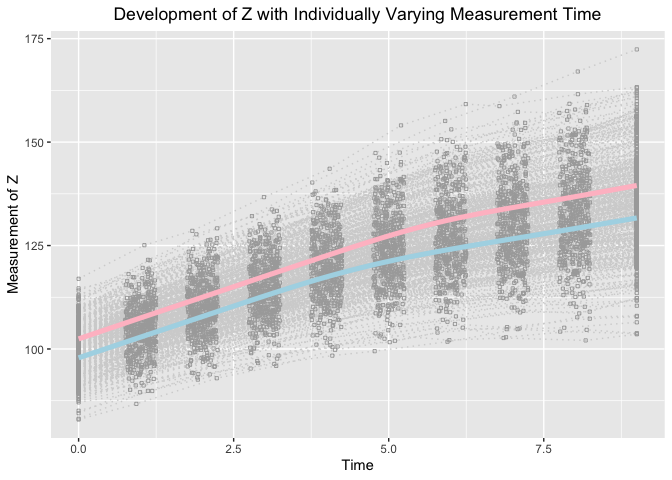 Development of Z with Individually Varying Measurement Time
175
150
125
100
Measurement of Z
0.0 2.5 5.0 7.5
Time